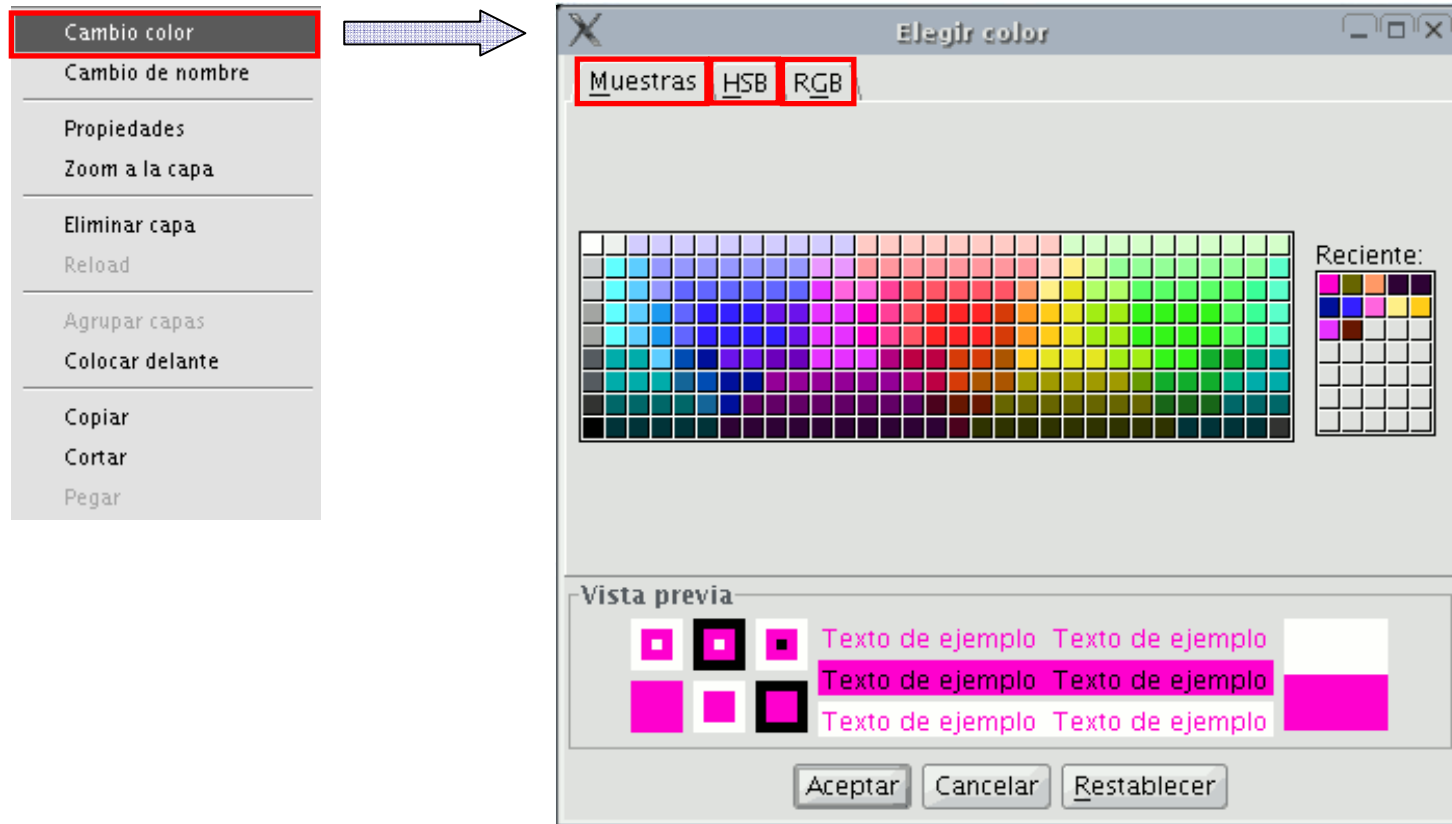 Cambio color
Cambio de nombre
Propiedades
Zoom a la capa
Eliminar capa
Reload
Agrupar capas
Colocar delante
Copiar
Cortar
Pegar
Elegir color
Muestras HSB RGB
Reciente:
Vista previa
Texto de ejemplo Texto de ejemplo
Texto de ejemplo Texto de ejemplo
Texto de ejemplo Texto de ejemplo
Aceptar Cancelar Restablecer